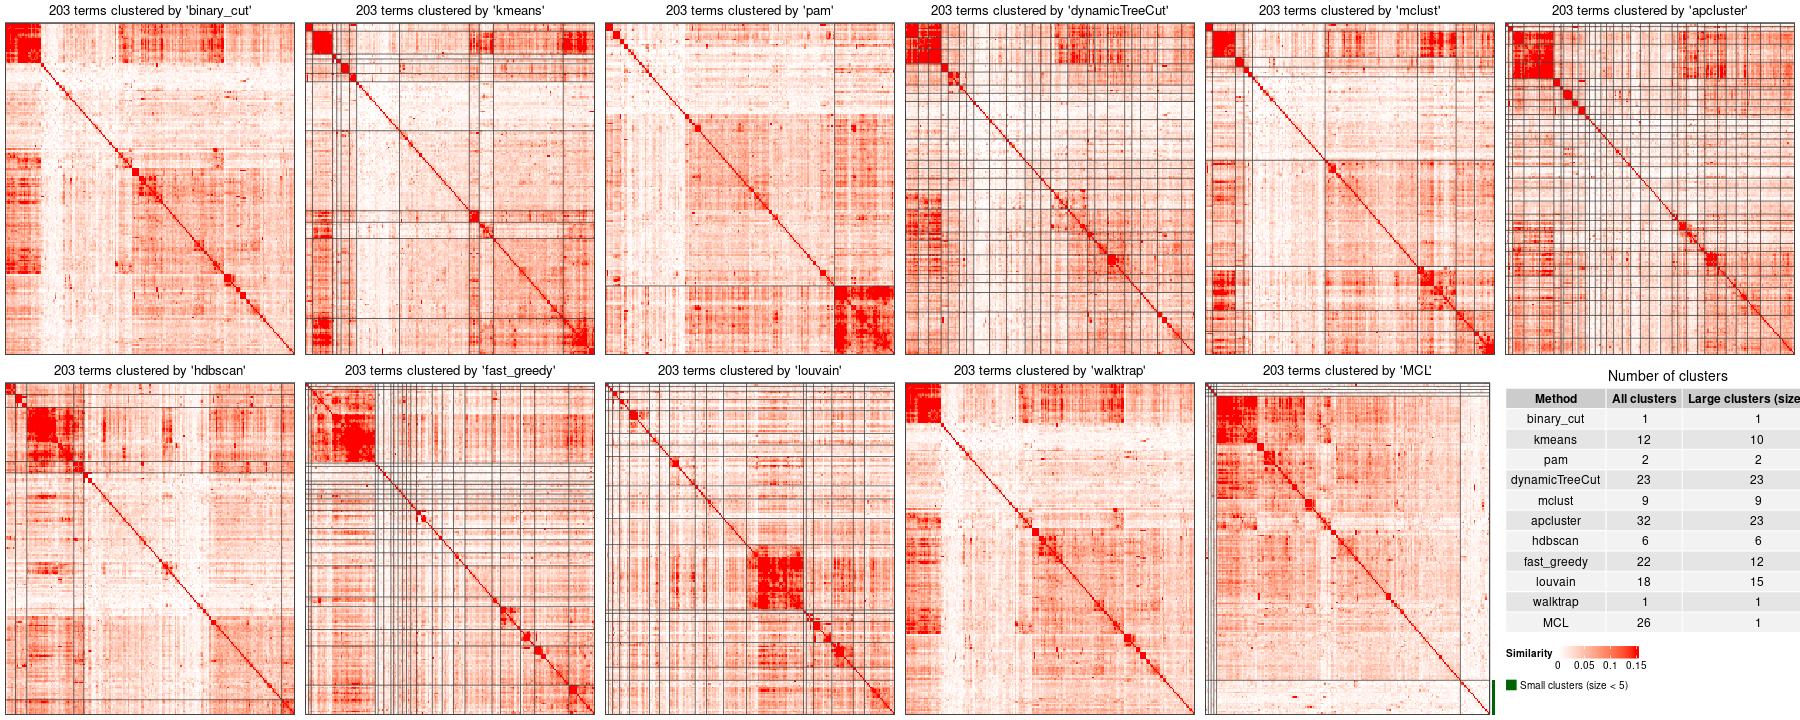 203 terms clustered by 'binary_cut'
203 terms clustered by 'kmeans'
203 terms clustered by 'pam'
203 terms clustered by 'dynamicTreeCut'
203 terms clustered by 'mclust'
203 terms clustered by 'apcluster'
203 terms clustered by 'hdbscan'
203 terms clustered by 'fast_greedy'
203 terms clustered by 'louvain'
203 terms clustered by 'walktrap'
203 terms clustered by 'MCL'
Number of clusters
Method All clusters Large clusters (size
binary_cut 1 1
kmeans 12 10
pam 2 2
dynamicTreeCut 23 23
mclust 9 9
apcluster 32 23
hdbscan 6 6
fast_greedy 22 12
louvain 18 15
walktrap 1 1
MCL 26 1
Similarity
0 0.05 0.1 0.15
Small clusters (size < 5)